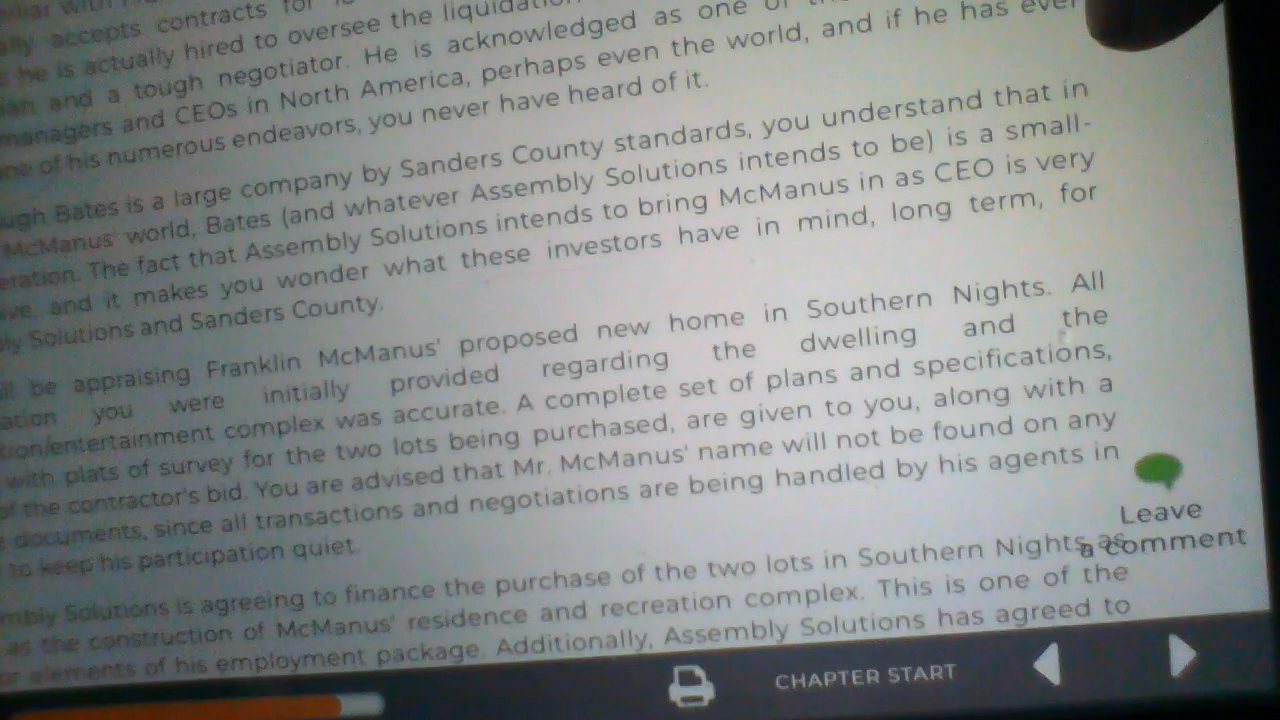 accepts contracts for
he is actually hired to oversee the liquidation
and a tough negotiator. He is acknowledged as one of
managers and CEOs in North America, perhaps even the world, and if he has ever
of his numerous endeavors, you never have heard of it.
Bates is a large company by Sanders County standards, you understand that in
McManus' world, Bates (and whatever Assembly Solutions intends to be) is a small-
The fact that Assembly Solutions intends to bring McManus in as CEO is very
and it makes you wonder what these investors have in mind, long term, for
Solutions and Sanders County.
be appraising Franklin McManus' proposed new home in Southern Nights. All
you were initially provided regarding the dwelling and the
complex was accurate. A complete set of plans and specifications,
with plats of survey for the two lots being purchased, are given to you, along with a
of the contractor's bid. You are advised that Mr. McManus' name will not be found on any
documents, since all transactions and negotiations are being handled by his agents in
to keep his participation quiet.
Solutions is agreeing to finance the purchase of the two lots in Southern Nights, as
as the construction of McManus' residence and recreation complex. This is one of the
elements of his employment package. Additionally, Assembly Solutions has agreed to
Leave
a comment
CHAPTER START